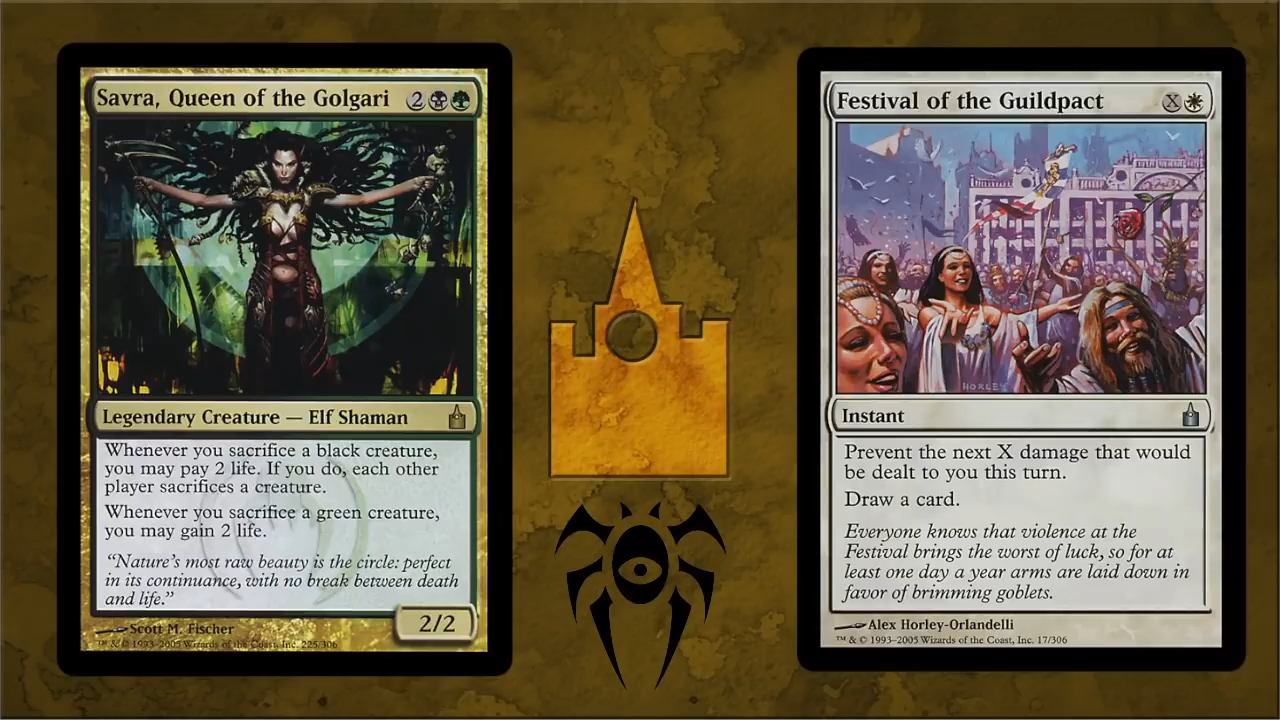 Savra, Queen of the Golgari 2
Legendary Creature — Elf Shaman
Whenever you sacrifice a black creature,
you may pay 2 life. If you do, each other
player sacrifices a creature.
Whenever you sacrifice a green creature,
you may gain 2 life.
"Nature's most raw beauty is the circle: perfect
in its continuance, with no break between death
and life."
2/2
Scott M. Fischer
™ & © 1993–2005 Wizards of the Coast, Inc. 225/306
Festival of the Guildpact X
HORLEY
Instant
Prevent the next X damage that would
be dealt to you this turn.
Draw a card.
Everyone knows that violence at the
Festival brings the worst of luck, so for at
least one day a year arms are laid down in
favor of brimming goblets.
Alex Horley-Orlandelli
™ & © 1993–2005 Wizards of the Coast, Inc. 17/306